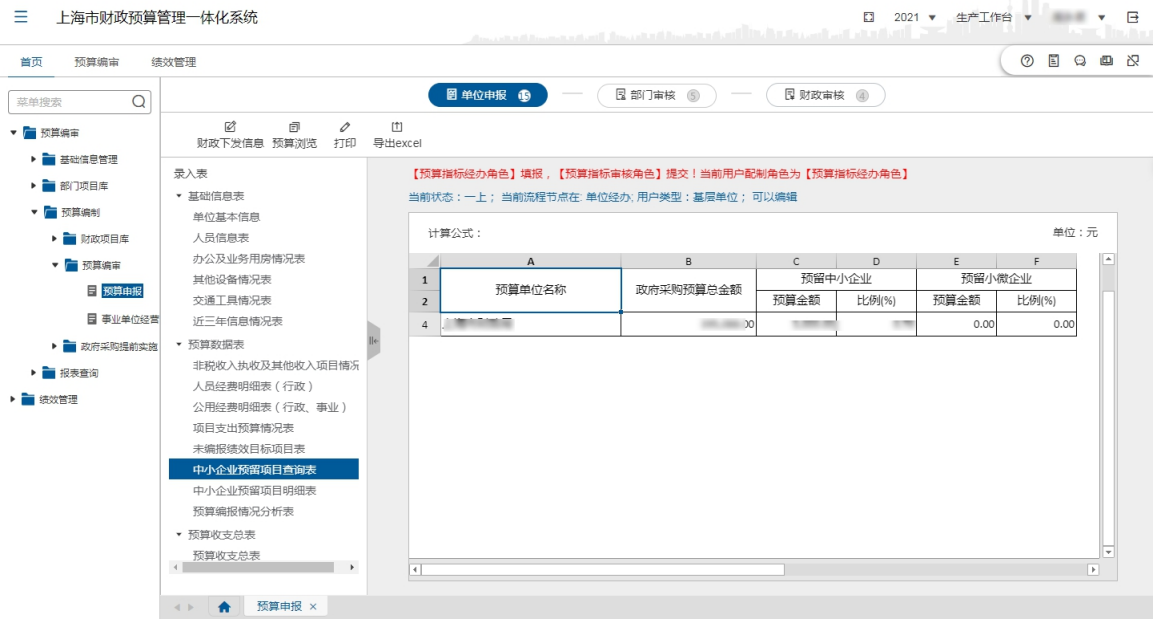 上海市财政预算管理一体化系统
2021
生产工作台
首页 预算编审 绩效管理
菜单搜索
预算编审
基础信息管理
部门项目库
预算编制
财政项目库
预算编审
预算申报
事业单位经营
政府采购提前实施
报表查询
绩效管理
单位申报 15 部门审核 5 财政审核 4
财政下发信息 预算浏览 打印 导出excel
录入表
基础信息表
单位基本信息
人员信息表
办公及业务用房情况表
其他设备情况表
交通工具情况表
近三年信息情况表
预算数据表
非税收入执收及其他收入项目情况
人员经费明细表（行政）
公用经费明细表（行政、事业）
项目支出预算情况表
未编报绩效目标项目表
中小企业预留项目查询表
中小企业预留项目明细表
预算编报情况分析表
预算收支总表
预算收支总表
【预算指标经办角色】填报，【预算指标审核角色】提交！当前用户配制角色为【预算指标经办角色】
当前状态：一上； 当前流程节点在: 单位经办; 用户类型：基层单位； 可以编辑
计算公式： 单位：元
A B C D E F
1 预算单位名称 政府采购预算总金额 预留中小企业 预留小微企业
2 预算金额 比例(%) 预算金额 比例(%)
4 0.00 0.00
预算申报 ×